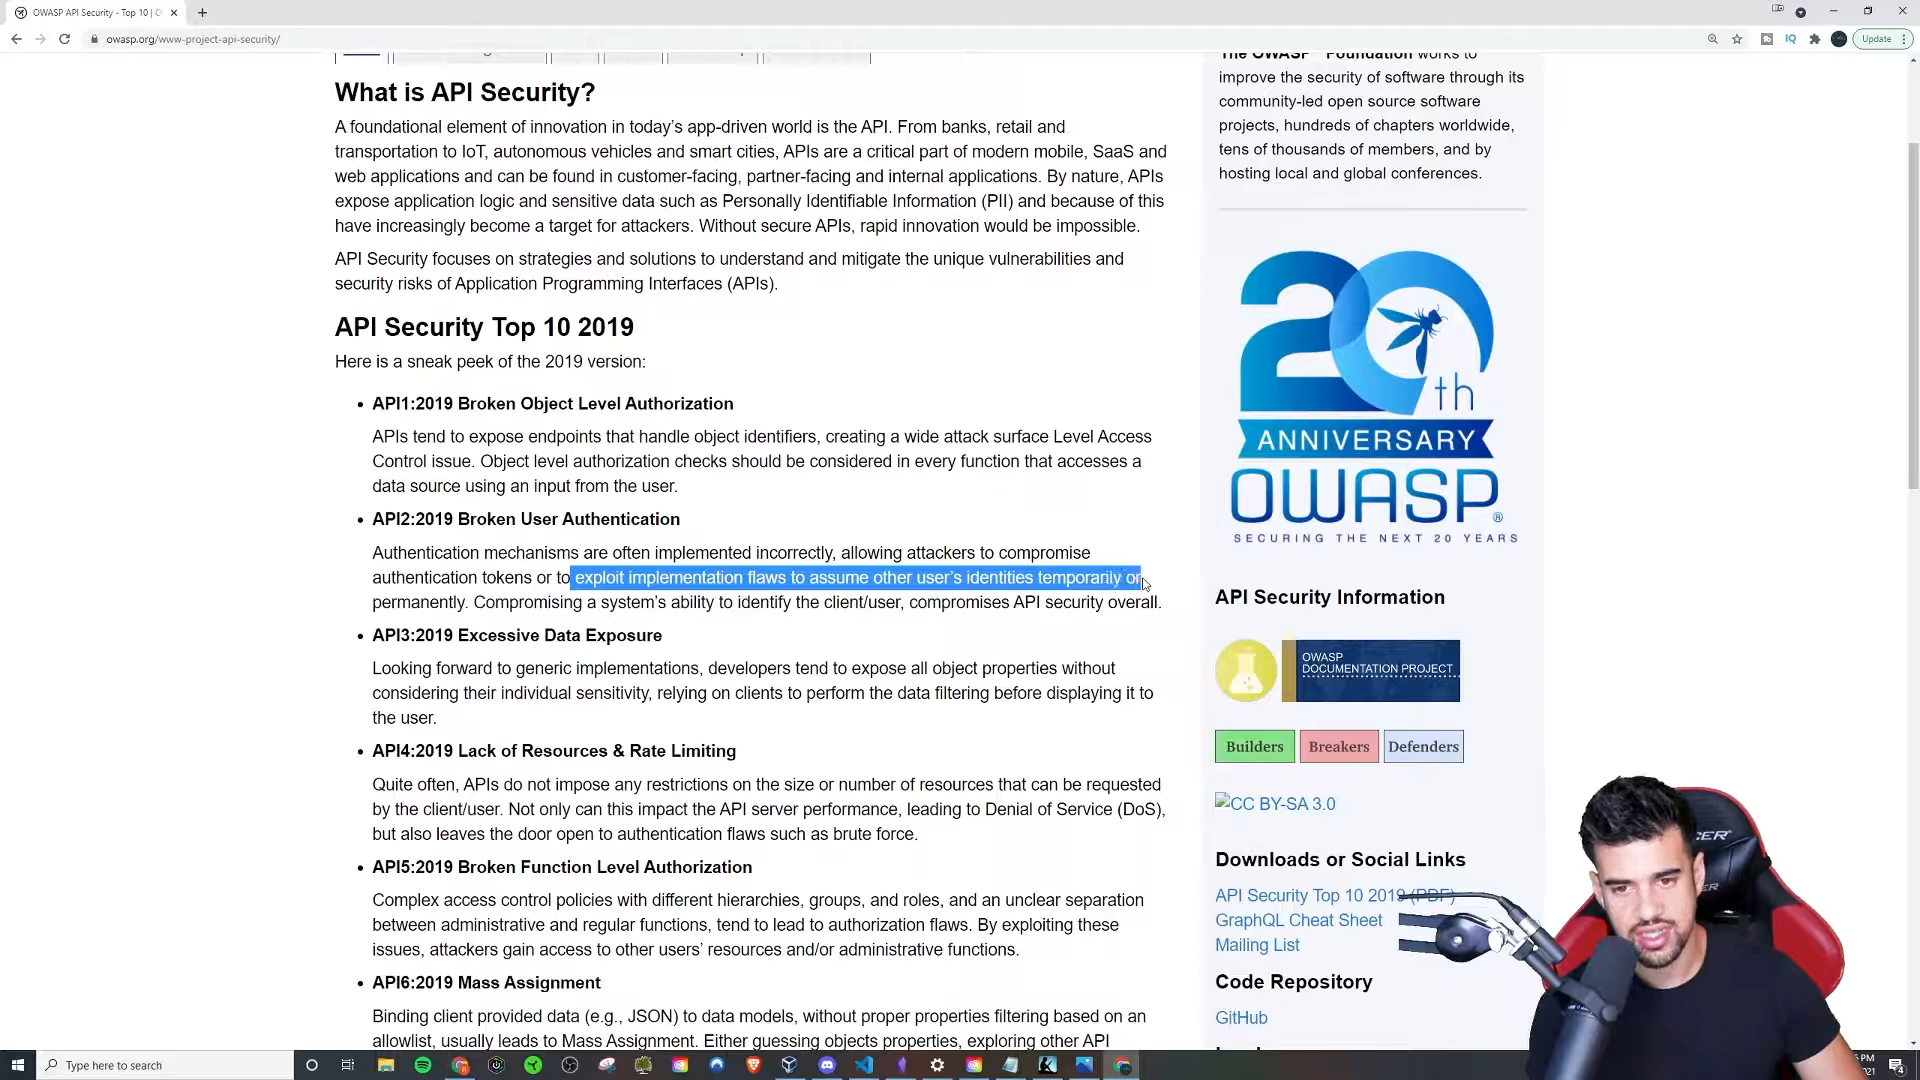 OWASP API Security - Top 10 |
owasp.org/www-project-api-security/
Update
What is API Security?
A foundational element of innovation in today's app-driven world is the API. From banks, retail and
transportation to IoT, autonomous vehicles and smart cities, APIs are a critical part of modern mobile, SaaS and
web applications and can be found in customer-facing, partner-facing and internal applications. By nature, APIs
expose application logic and sensitive data such as Personally Identifiable Information (PII) and because of this
have increasingly become a target for attackers. Without secure APIs, rapid innovation would be impossible.
API Security focuses on strategies and solutions to understand and mitigate the unique vulnerabilities and
security risks of Application Programming Interfaces (APIs).
API Security Top 10 2019
Here is a sneak peek of the 2019 version:
• API1:2019 Broken Object Level Authorization
APIs tend to expose endpoints that handle object identifiers, creating a wide attack surface Level Access
Control issue. Object level authorization checks should be considered in every function that accesses a
data source using an input from the user.
• API2:2019 Broken User Authentication
Authentication mechanisms are often implemented incorrectly, allowing attackers to compromise
authentication tokens or to exploit implementation flaws to assume other user's identities temporarily or
permanently. Compromising a system's ability to identify the client/user, compromises API security overall.
• API3:2019 Excessive Data Exposure
Looking forward to generic implementations, developers tend to expose all object properties without
considering their individual sensitivity, relying on clients to perform the data filtering before displaying it to
the user.
• API4:2019 Lack of Resources & Rate Limiting
Quite often, APIs do not impose any restrictions on the size or number of resources that can be requested
by the client/user. Not only can this impact the API server performance, leading to Denial of Service (DoS),
but also leaves the door open to authentication flaws such as brute force.
• API5:2019 Broken Function Level Authorization
Complex access control policies with different hierarchies, groups, and roles, and an unclear separation
between administrative and regular functions, tend to lead to authorization flaws. By exploiting these
issues, attackers gain access to other users' resources and/or administrative functions.
• API6:2019 Mass Assignment
Binding client provided data (e.g., JSON) to data models, without proper properties filtering based on an
allowlist, usually leads to Mass Assignment. Either guessing objects properties, exploring other API
The OWASP Foundation works to
improve the security of software through its
community-led open source software
projects, hundreds of chapters worldwide,
tens of thousands of members, and by
hosting local and global conferences.
20th
ANNIVERSARY
OWASP®
SECURING THE NEXT 20 YEARS
API Security Information
OWASP
DOCUMENTATION PROJECT
Builders Breakers Defenders
CC BY-SA 3.0
Downloads or Social Links
API Security Top 10 2019 (PDF)
GraphQL Cheat Sheet
Mailing List
Code Repository
GitHub
Type here to search
PM